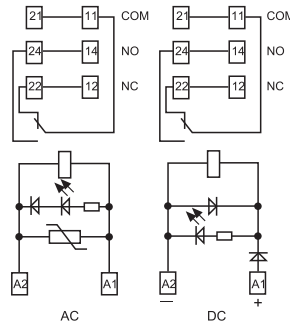 21 11 COM 21 11 COM
24 14 NO 24 14 NO
22 12 NC 22 12 NC
A2 A1 A2 A1
— +
AC DC